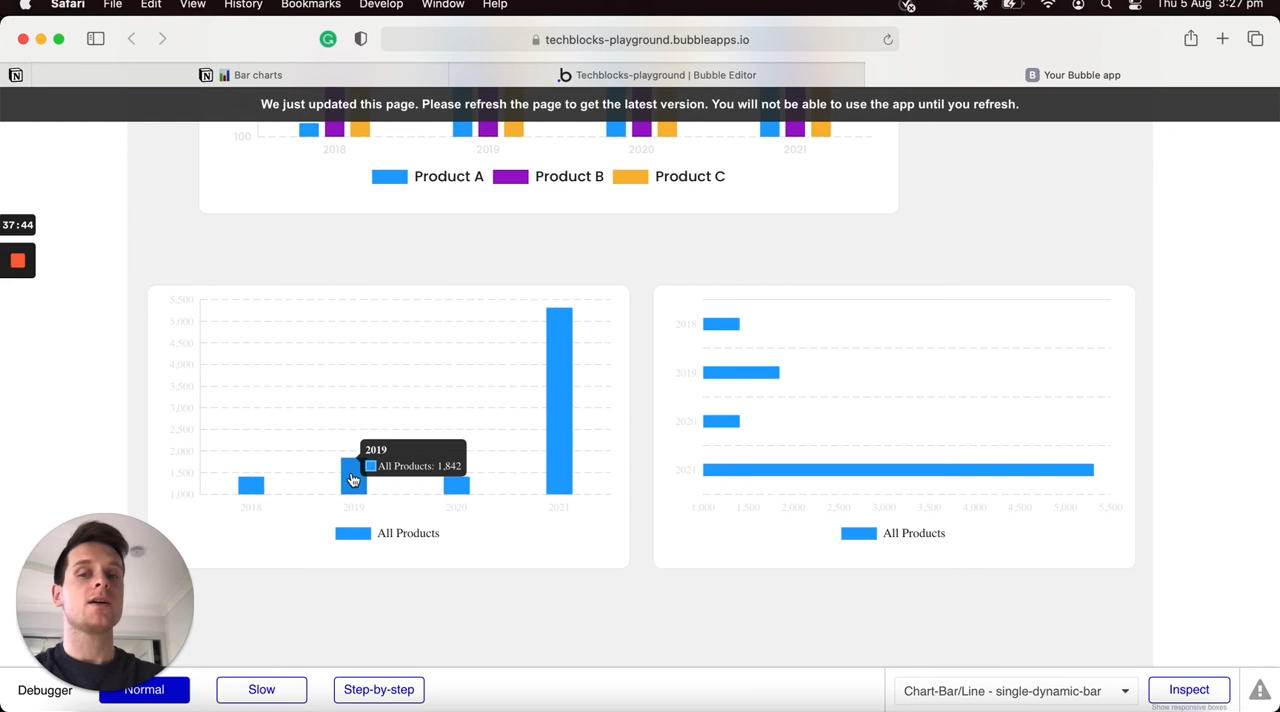 Safari File Edit View History Bookmarks Develop Window Help Thu 5 Aug 3:27 pm
techblocks-playground.bubbleapps.io
Bar charts
Techblocks-playground | Bubble Editor
Your Bubble app
We just updated this page. Please refresh the page to get the latest version. You will not be able to use the app until you refresh.
100
2018 2019 2020 2021
Product A Product B Product C
37:44
5,500
5,000
4,500
4,000
3,500
3,000
2,500
2,000
1,500
1,000
2019
All Products: 1,842
2018 2019 2020 2021
All Products
2018
2019
2020
2021
1,000 1,500 2,000 2,500 3,000 3,500 4,000 4,500 5,000 5,500
All Products
Debugger Normal Slow Step-by-step Chart-Bar/Line - single-dynamic-bar Inspect
Show responsive boxes